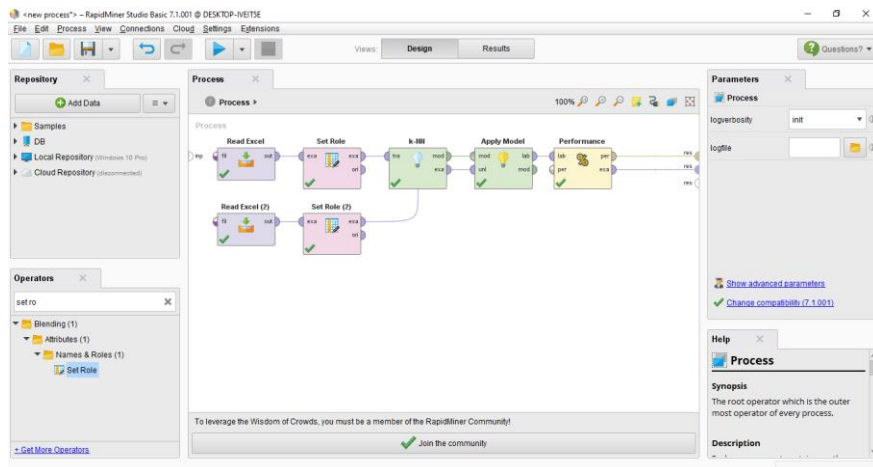 <new process*> – RapidMiner Studio Basic 7.1.001 @ DESKTOP-IVEIT5E
File Edit Process View Connections Cloud Settings Extensions
Views: Design Results Questions?
Repository
Add Data
Samples
DB
Local Repository (Windows 10 Pro)
Cloud Repository (disconnected)
Operators
set ro
Blending (1)
Attributes (1)
Names & Roles (1)
Set Role
+ Get More Operators
Process
Process
100%
Process
Read Excel Set Role k-NN Apply Model Performance
inp fil out exa exa tra mod mod lab lab per res
ori exa unl mod per exa res
res
Read Excel (2) Set Role (2)
fil out exa exa
ori
To leverage the Wisdom of Crowds, you must be a member of the RapidMiner Community!
Join the community
Parameters
Process
logverbosity init
logfile
Show advanced parameters
Change compatibility (7.1.001)
Help
Process
Synopsis
The root operator which is the outer
most operator of every process.
Description